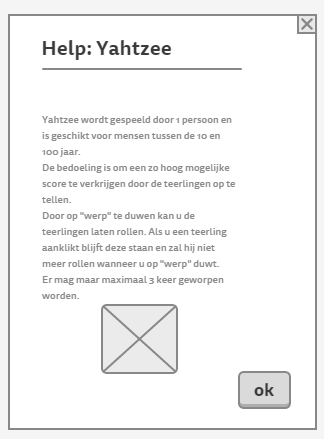 Help: Yahtzee
Yahtzee wordt gespeeld door 1 persoon en
is geschikt voor mensen tussen de 10 en
100 jaar.
De bedoeling is om een zo hoog mogelijke
score te verkrijgen door de teerlingen op te
tellen.
Door op "werp" te duwen kan u de
teerlingen laten rollen. Als u een teerling
aanklikt blijft deze staan en zal hij niet
meer rollen wanneer u op "werp" duwt.
Er mag maar maximaal 3 keer geworpen
worden.
ok